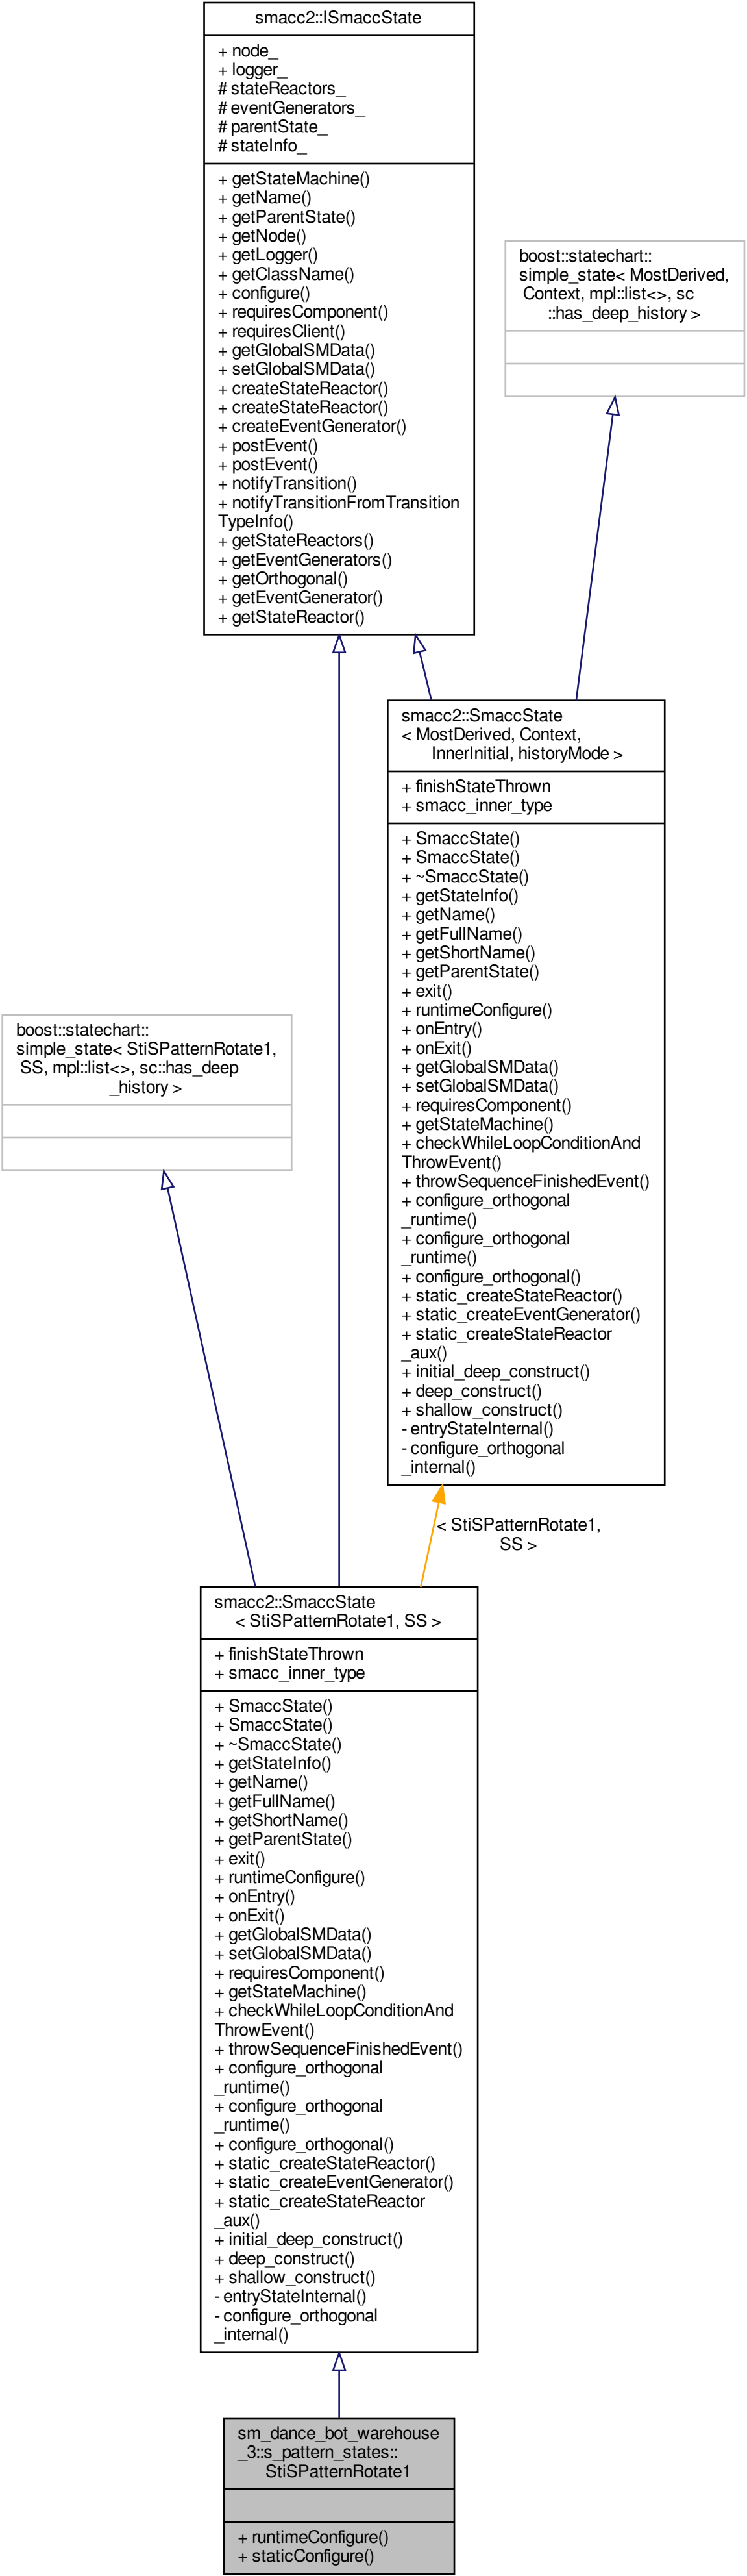 smacc2::ISmaccState
+ node_
+ logger_
# stateReactors_
# eventGenerators_
# parentState_
# stateInfo_
+ getStateMachine()
+ getName()
+ getParentState()
+ getNode()
+ getLogger()
+ getClassName()
+ configure()
+ requiresComponent()
+ requiresClient()
+ getGlobalSMData()
+ setGlobalSMData()
+ createStateReactor()
+ createStateReactor()
+ createEventGenerator()
+ postEvent()
+ postEvent()
+ notifyTransition()
+ notifyTransitionFromTransition
TypeInfo()
+ getStateReactors()
+ getEventGenerators()
+ getOrthogonal()
+ getEventGenerator()
+ getStateReactor()
boost::statechart::
simple_state< MostDerived,
Context, mpl::list<>, sc
::has_deep_history >
smacc2::SmaccState
< MostDerived, Context,
InnerInitial, historyMode >
+ finishStateThrown
+ smacc_inner_type
+ SmaccState()
+ SmaccState()
+ ~SmaccState()
+ getStateInfo()
+ getName()
+ getFullName()
+ getShortName()
+ getParentState()
+ exit()
+ runtimeConfigure()
+ onEntry()
+ onExit()
+ getGlobalSMData()
+ setGlobalSMData()
+ requiresComponent()
+ getStateMachine()
+ checkWhileLoopConditionAnd
ThrowEvent()
+ throwSequenceFinishedEvent()
+ configure_orthogonal
_runtime()
+ configure_orthogonal
_runtime()
+ configure_orthogonal()
+ static_createStateReactor()
+ static_createEventGenerator()
+ static_createStateReactor
_aux()
+ initial_deep_construct()
+ deep_construct()
+ shallow_construct()
- entryStateInternal()
- configure_orthogonal
_internal()
boost::statechart::
simple_state< StiSPatternRotate1,
SS, mpl::list<>, sc::has_deep
_history >
< StiSPatternRotate1,
SS >
smacc2::SmaccState
< StiSPatternRotate1, SS >
+ finishStateThrown
+ smacc_inner_type
+ SmaccState()
+ SmaccState()
+ ~SmaccState()
+ getStateInfo()
+ getName()
+ getFullName()
+ getShortName()
+ getParentState()
+ exit()
+ runtimeConfigure()
+ onEntry()
+ onExit()
+ getGlobalSMData()
+ setGlobalSMData()
+ requiresComponent()
+ getStateMachine()
+ checkWhileLoopConditionAnd
ThrowEvent()
+ throwSequenceFinishedEvent()
+ configure_orthogonal
_runtime()
+ configure_orthogonal
_runtime()
+ configure_orthogonal()
+ static_createStateReactor()
+ static_createEventGenerator()
+ static_createStateReactor
_aux()
+ initial_deep_construct()
+ deep_construct()
+ shallow_construct()
- entryStateInternal()
- configure_orthogonal
_internal()
sm_dance_bot_warehouse
_3::s_pattern_states::
StiSPatternRotate1
+ runtimeConfigure()
+ staticConfigure()